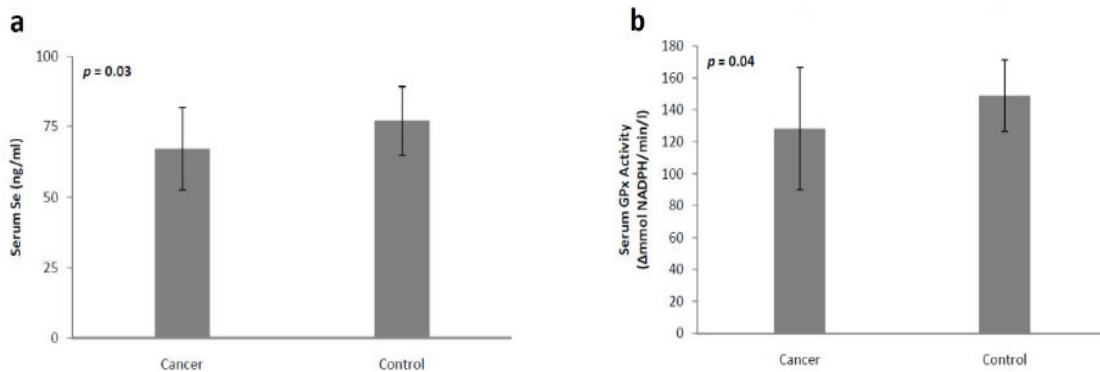 a
p = 0.03
Serum Se (ng/ml)
100
75
50
25
0
Cancer Control
b
p = 0.04
Serum GPx Activity
(Δmmol NADPH/min/l)
180
160
140
120
100
80
60
40
20
0
Cancer Control